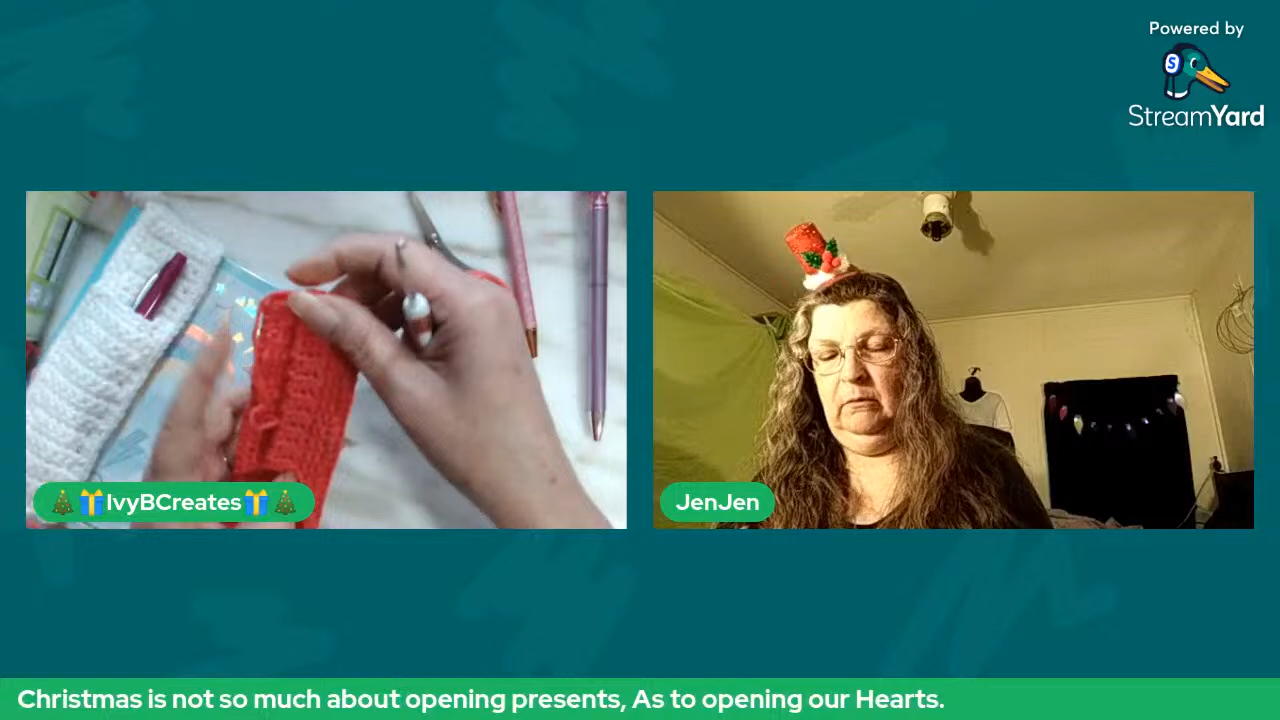 Powered by
S
StreamYard
🎄🎁IvyBCreates🎁🎄
JenJen
Christmas is not so much about opening presents, As to opening our Hearts.